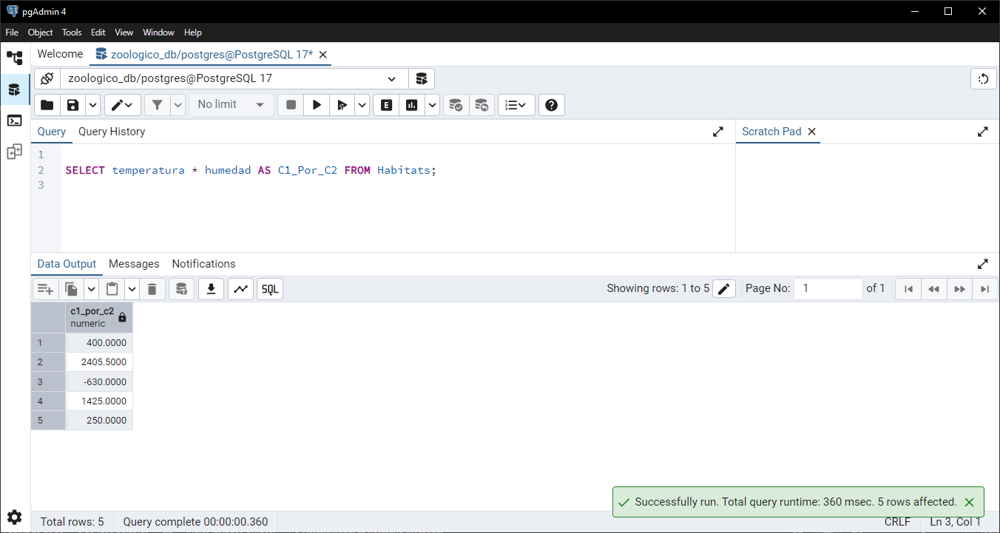 pgAdmin 4
File Object Tools Edit View Window Help
Welcome zoologico_db/postgres@PostgreSQL 17*
zoologico_db/postgres@PostgreSQL 17
No limit E
Query Query History Scratch Pad
1
2 SELECT temperatura * humedad AS C1_Por_C2 FROM Habitats;
3
Data Output Messages Notifications
SQL Showing rows: 1 to 5 Page No: 1 of 1
c1_por_c2
numeric
1 400.0000
2 2405.5000
3 -630.0000
4 1425.0000
5 250.0000
Successfully run. Total query runtime: 360 msec. 5 rows affected.
Total rows: 5 Query complete 00:00:00.360 CRLF Ln 3, Col 1